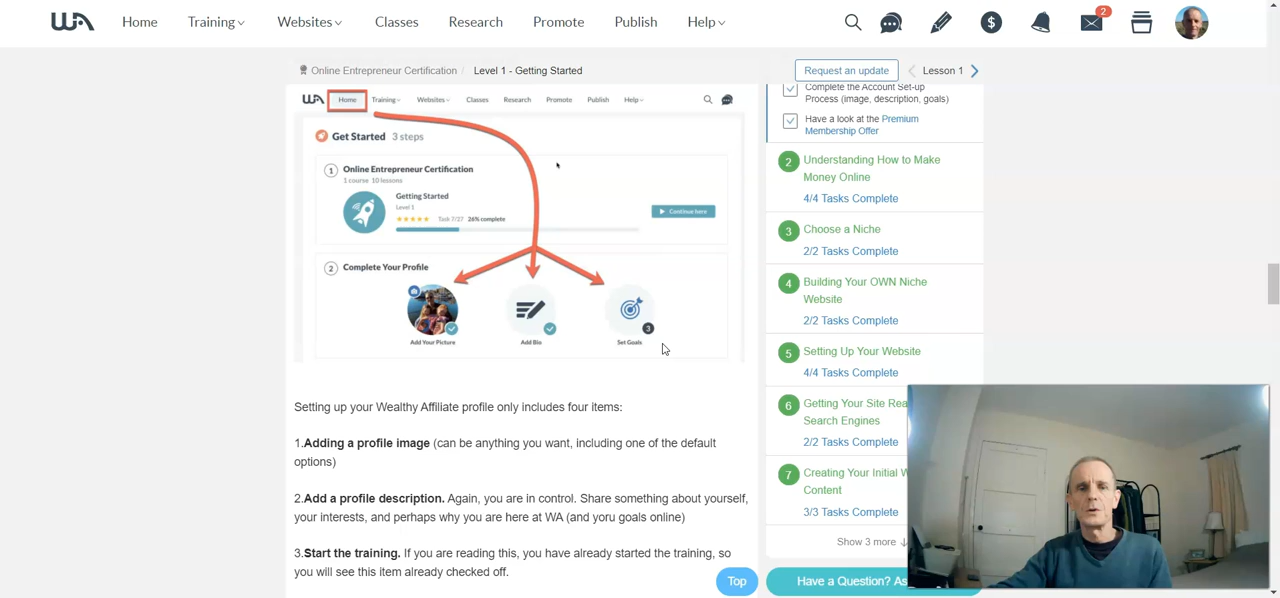 WA Home Training Websites Classes Research Promote Publish Help 2
Online Entrepreneur Certification / Level 1 - Getting Started
Request an update Lesson 1
WA Home Training Websites Classes Research Promote Publish Help
Get Started 3 steps
1 Online Entrepreneur Certification
1 course 10 lessons
Getting Started
Level 1
Task 7/27 26% complete
Continue here
2 Complete Your Profile
3
Add Your Picture Add Bio Set Goals
Setting up your Wealthy Affiliate profile only includes four items:
1.Adding a profile image (can be anything you want, including one of the default
options)
2.Add a profile description. Again, you are in control. Share something about yourself,
your interests, and perhaps why you are here at WA (and yoru goals online)
3.Start the training. If you are reading this, you have already started the training, so
you will see this item already checked off.
Top
Complete the Account Set-up
Process (image, description, goals)
Have a look at the Premium
Membership Offer
2 Understanding How to Make
Money Online
4/4 Tasks Complete
3 Choose a Niche
2/2 Tasks Complete
4 Building Your OWN Niche
Website
2/2 Tasks Complete
5 Setting Up Your Website
4/4 Tasks Complete
6 Getting Your Site Rea
Search Engines
2/2 Tasks Complete
7 Creating Your Initial W
Content
3/3 Tasks Complete
Show 3 more
Have a Question? As